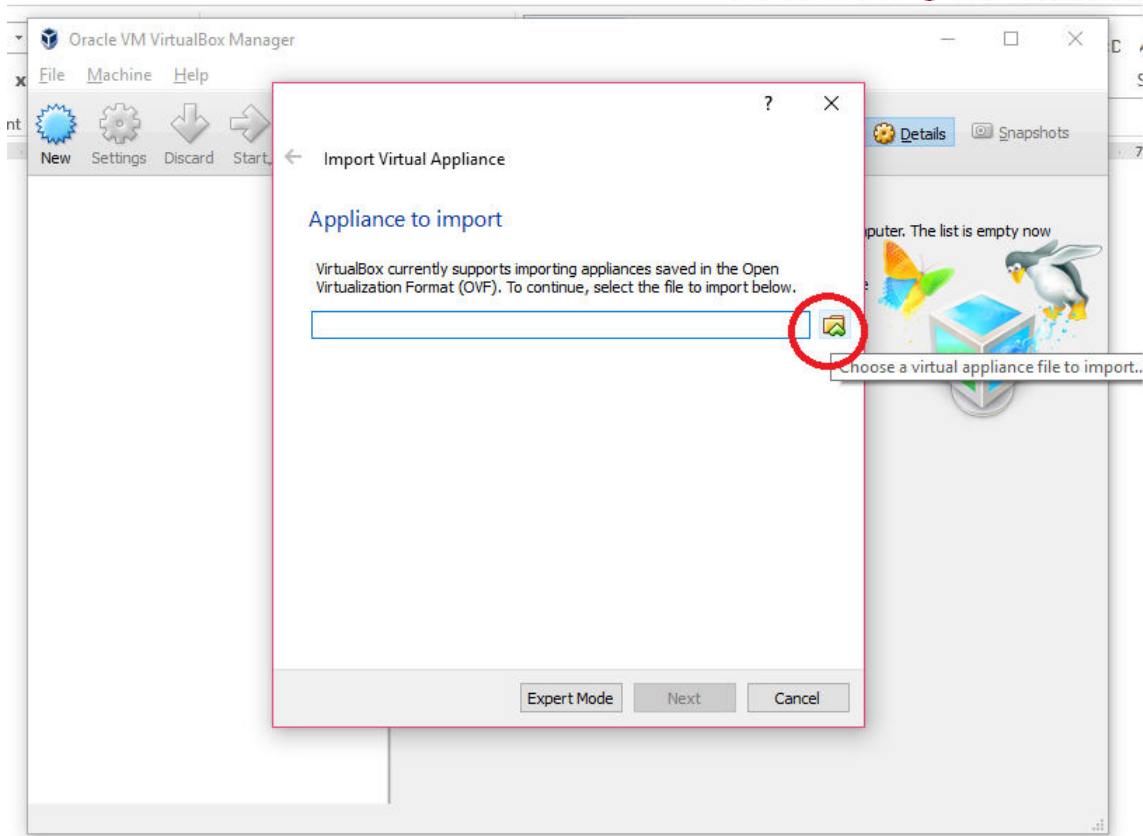 Oracle VM VirtualBox Manager
File Machine Help
New Settings Discard Start
Details Snapshots
Import Virtual Appliance
Appliance to import
VirtualBox currently supports importing appliances saved in the Open
Virtualization Format (OVF). To continue, select the file to import below.
The list is empty now
Choose a virtual appliance file to import..
Expert Mode Next Cancel